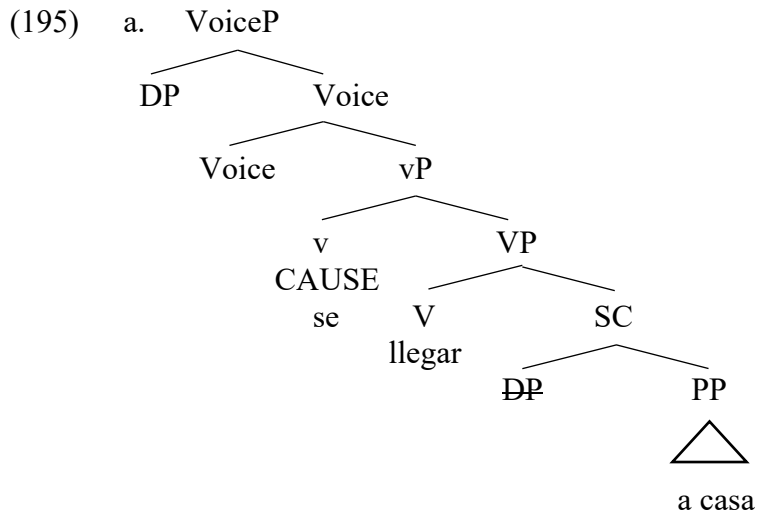 (195) a. VoiceP
DP Voice
Voice vP
v VP
CAUSE
se V SC
llegar
DP PP
a casa